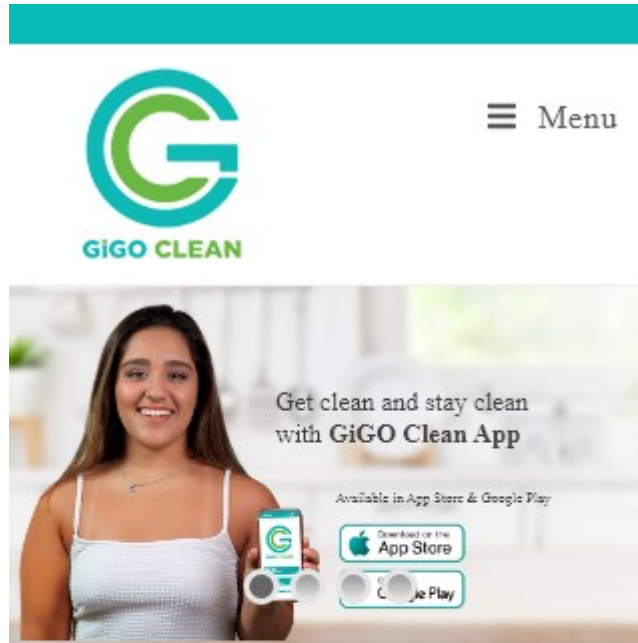 Menu
GiGO CLEAN
Get clean and stay clean
with GiGO Clean App
Available in App Store & Google Play
Download on the
App Store
Play